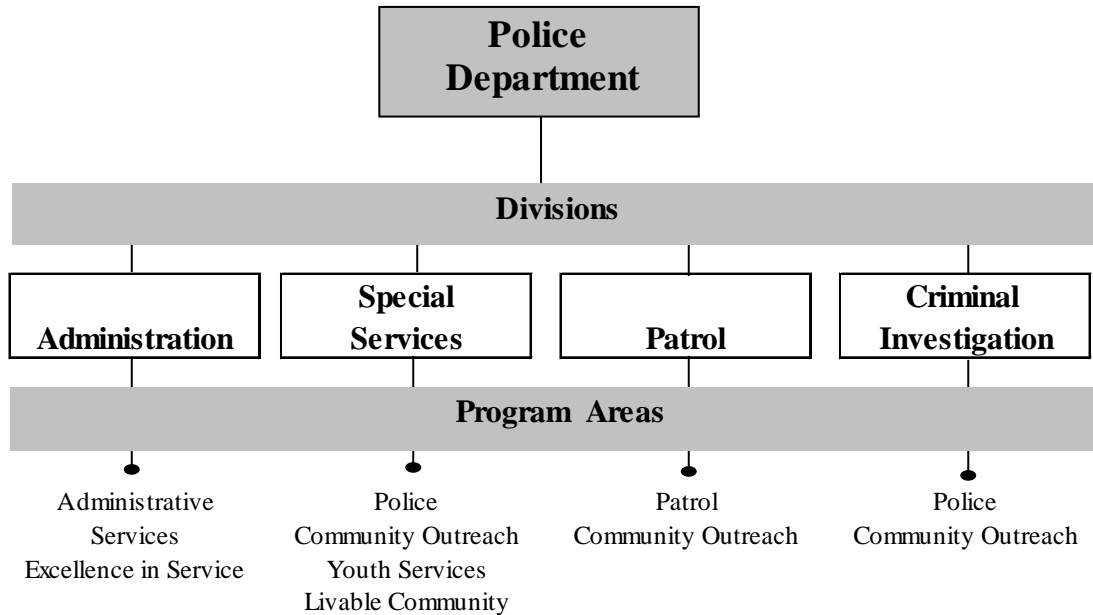 Police
Department
Divisions
Administration
Special
Services
Patrol
Criminal
Investigation
Program Areas
Administrative
Services
Excellence in Service
Police
Community Outreach
Youth Services
Livable Community
Patrol
Community Outreach
Police
Community Outreach